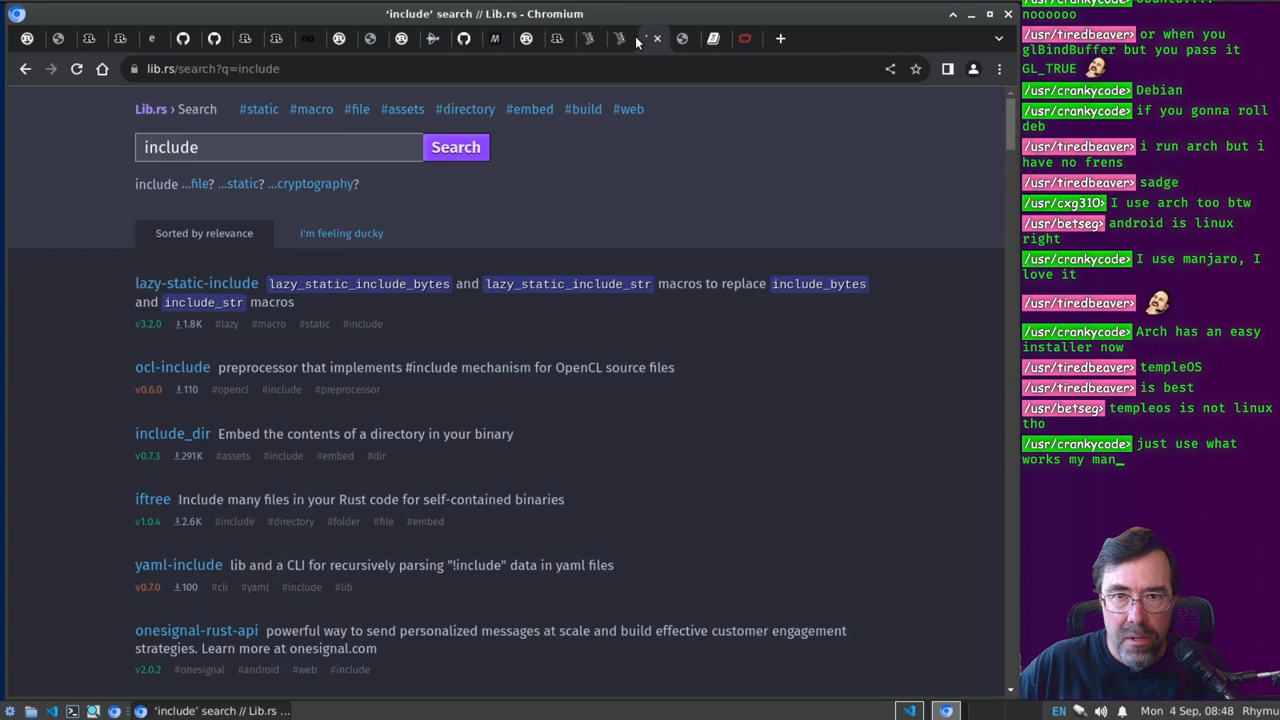 'include' search // Lib.rs - Chromium
lib.rs/search?q=include
Lib.rs › Search #static #macro #file #assets #directory #embed #build #web
include
Search
include ...file? ...static? ...cryptography?
Sorted by relevance
I'm feeling ducky
lazy-static-include lazy_static_include_bytes and lazy_static_include_str macros to replace include_bytes
and include_str macros
v3.2.0 1.8K #lazy #macro #static #include
ocl-include preprocessor that implemeits #include mechanism for OpenCL source files
v0.6.0 110 #opencl #include #preprocessor
include_dir Embed the contents of a directory in your binary
v0.7.3 291K #assets #include #embed #dir
iftree Include many files in your Rust code for self-contained binaries
v1.0.4 2.6K #include #directory #folder #file #embed
yaml-include lib and a CLI for recursively parsing "!include" data in yaml files
v0.7.0 100 #cli #yaml #include #lib
onesignal-rust-api powerful way to send personalized messages at scale and build effective customer engagement
strategies. Learn more at onesignal.com
v2.0.2 #onesignal #android #web #include
'include' search // Lib.rs ...
EN
Mon 4 Sep, 08:48 Rhymu
noooooo
/usr/tiredbeaver> or when you
glBindBuffer but you pass it
GL_TRUE
/usr/crankycode> Debian
/usr/crankycode> if you gonna roll
deb
/usr/tiredbeaver> i run arch but i
have no frens
/usr/tiredbeaver> sadge
/usr/cxg310> I use arch too btw
/usr/betseg> android is linux
right
/usr/crankycode> I use manjaro, I
love it
/usr/tiredbeaver>
/usr/crankycode> Arch has an easy
installer now
/usr/tiredbeaver> templeOS
/usr/tiredbeaver> is best
/usr/betseg> templeos is not linux
tho
/usr/crankycode> just use what
works my man_